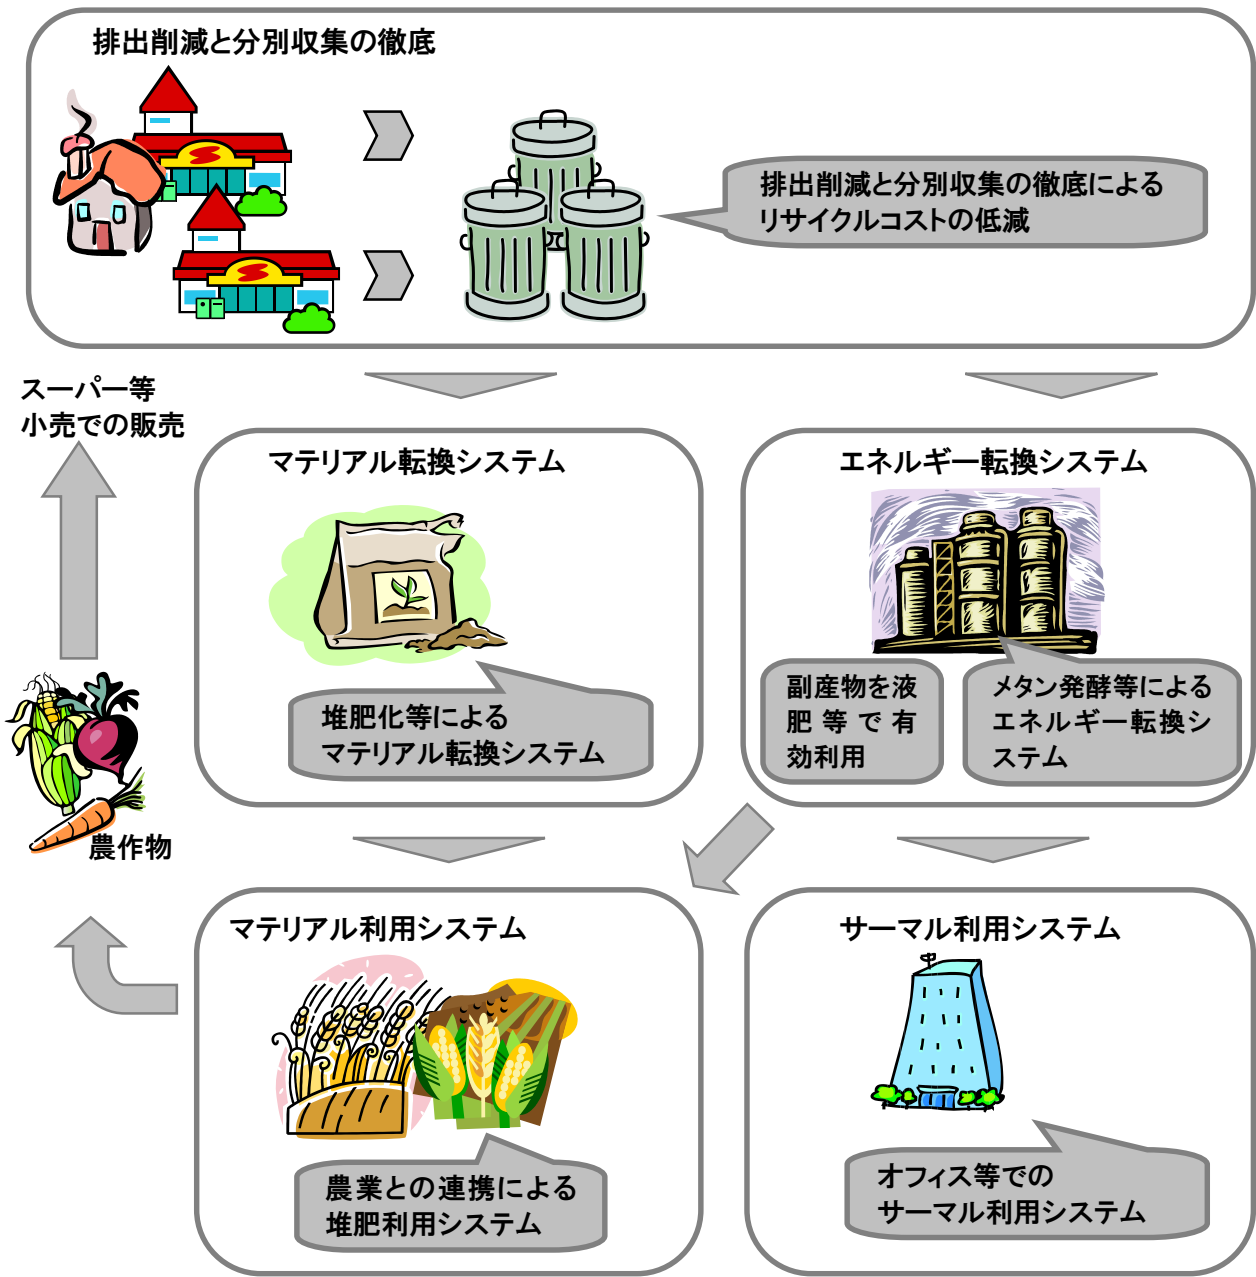 排出削減と分別収集の徹底
排出削減と分別収集の徹底による
リサイクルコストの低減
スーパー等
小売での販売
マテリアル転換システム
堆肥化等による
マテリアル転換システム
エネルギー転換システム
副産物を液
肥等で有
効利用
メタン発酵等による
エネルギー転換シ
ステム
農作物
マテリアル利用システム
農業との連携による
堆肥利用システム
サーマル利用システム
オフィス等での
サーマル利用システム